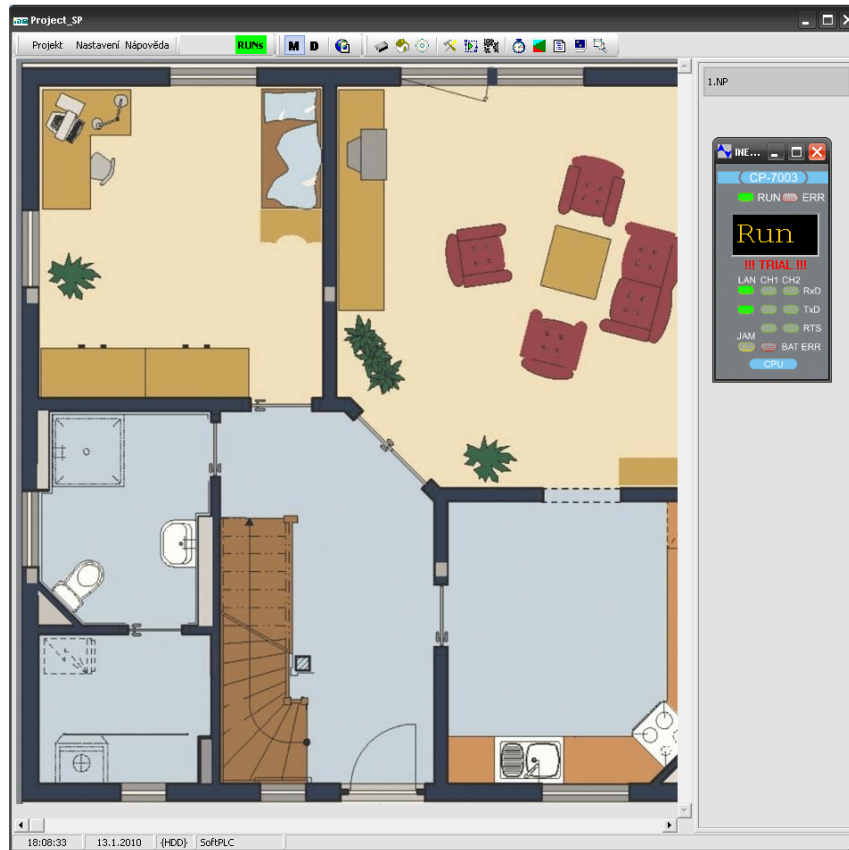 Project_SP
Projekt Nastavení Nápověda RUNs M D
1.NP
INE...
CP-7003
RUN ERR
Run
!!! TRIAL !!!
LAN CH1 CH2
RxD
TxD
RTS
JAM
BAT ERR
CPU
18:08:33 13.1.2010 {HDD} SoftPLC